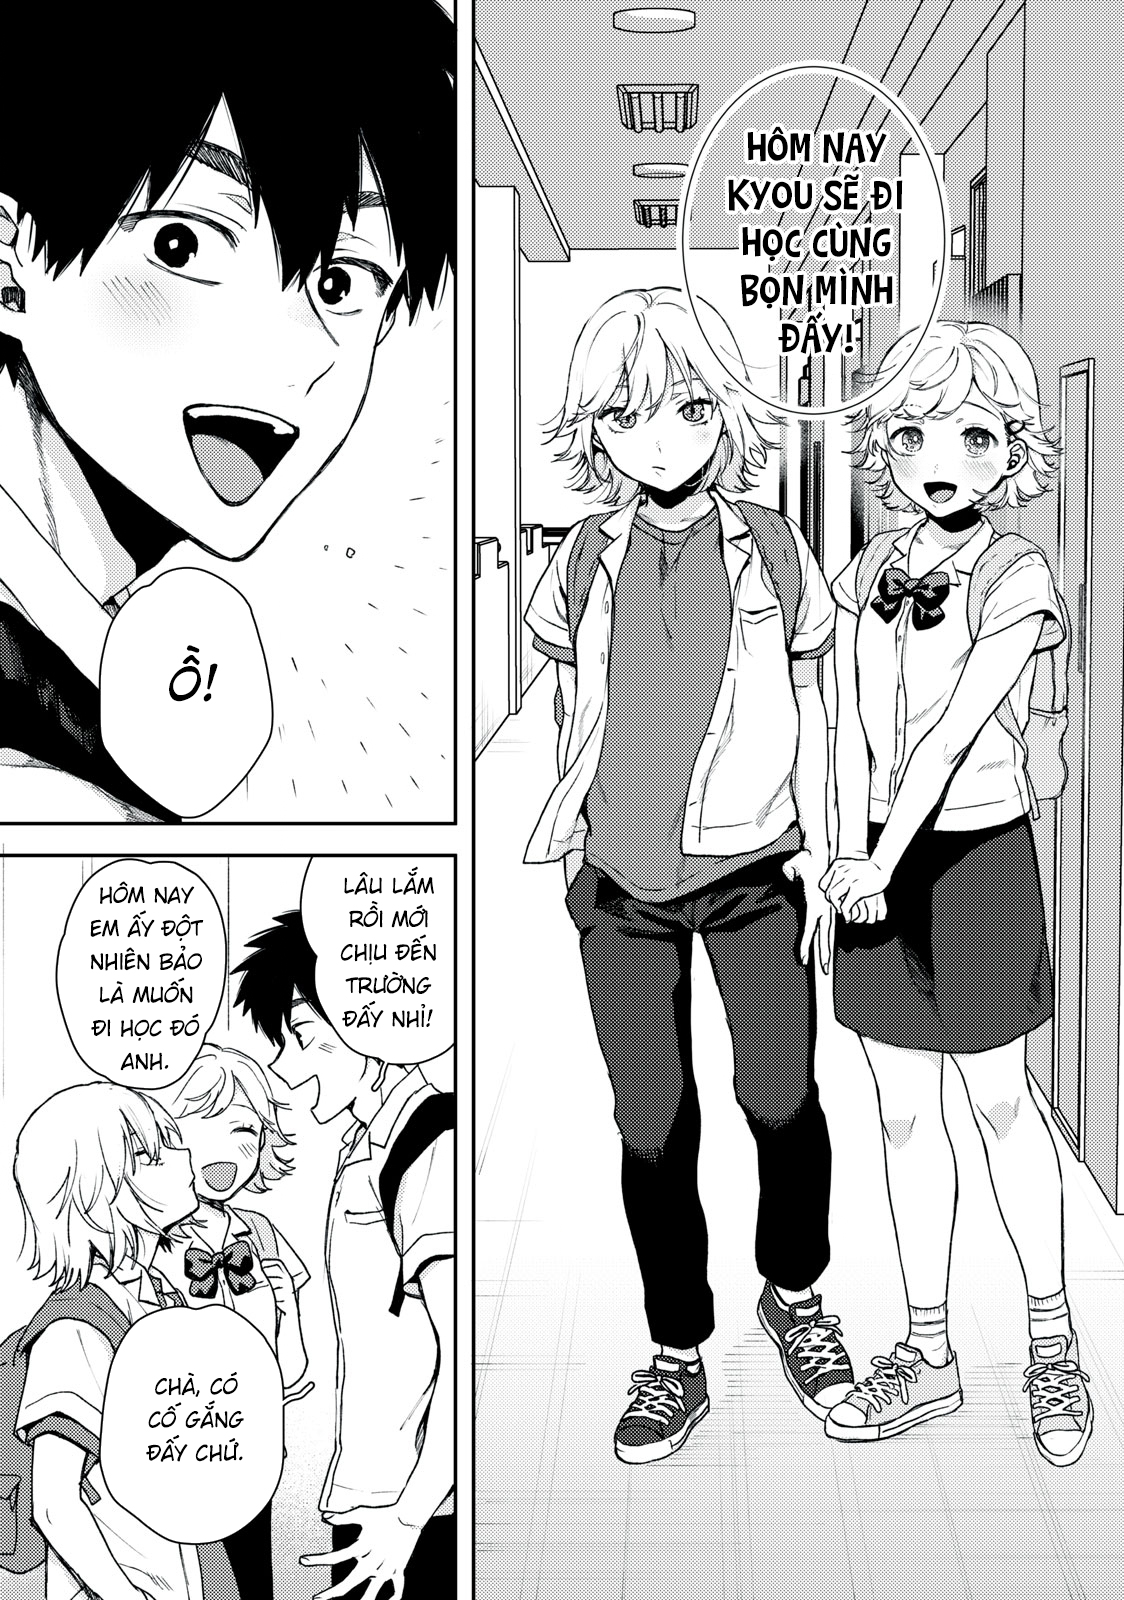 HÔM NAY
KYOU SẼ ĐI
HỌC CÙNG
BỌN MÌNH
ĐẤY!
Ồ!
LÂU LẮM
RỒI MỚI
CHỊU ĐẾN
TRƯỜNG
ĐẤY NHỈ!
HÔM NAY
EM ẤY ĐỘT
NHIÊN BẢO
LÀ MUỐN
ĐI HỌC ĐÓ
ANH.
CHÀ, CÓ
CỐ GẮNG
ĐẤY CHỨ.